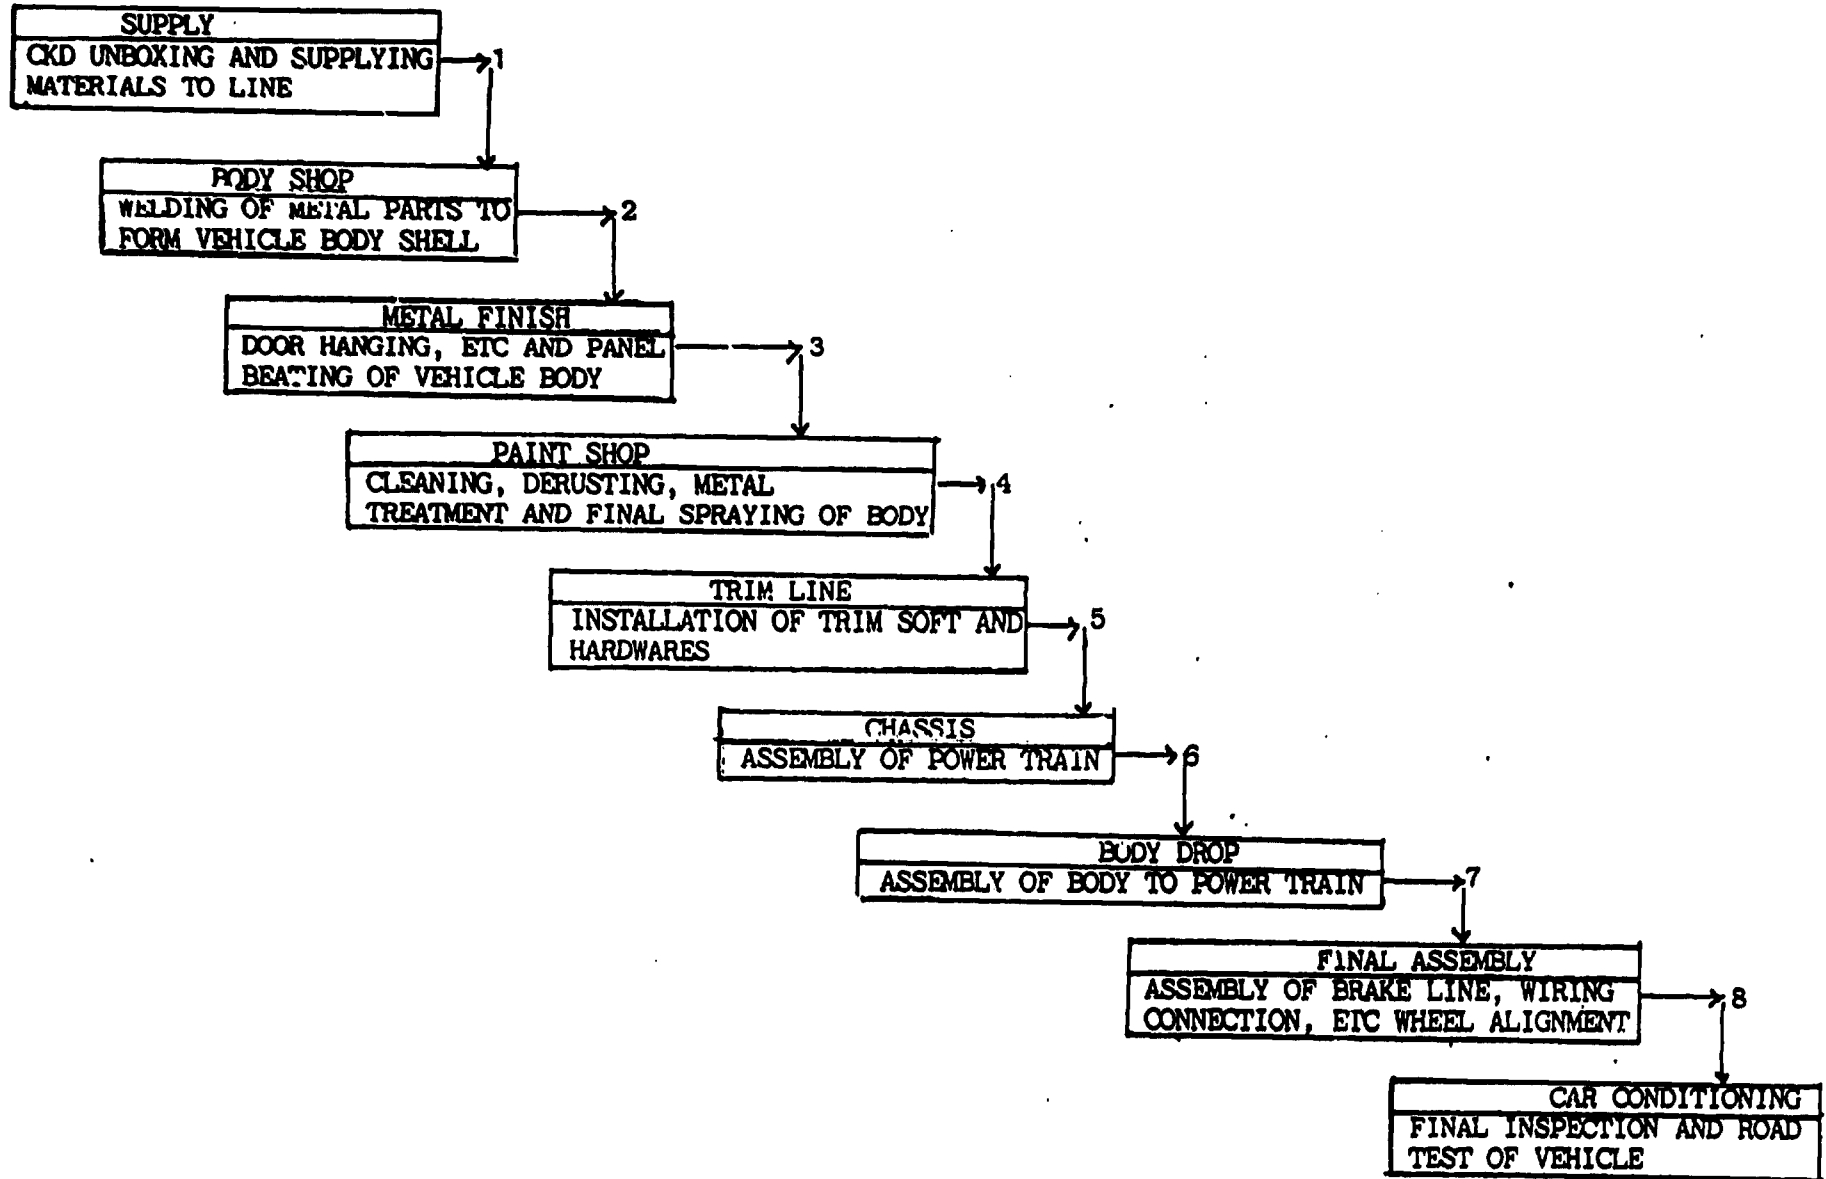 SUPPLY
CKD UNBOXING AND SUPPLYING
MATERIALS TO LINE
1
BODY SHOP
WELDING OF METAL PARTS TO
FORM VEHICLE BODY SHELL
2
METAL FINISH
DOOR HANGING, ETC AND PANEL
BEATING OF VEHICLE BODY
3
PAINT SHOP
CLEANING, DERUSTING, METAL
TREATMENT AND FINAL SPRAYING OF BODY
4
TRIM LINE
INSTALLATION OF TRIM SOFT AND
HARDWARES
5
CHASSIS
ASSEMBLY OF POWER TRAIN
6
BODY DROP
ASSEMBLY OF BODY TO POWER TRAIN
7
FINAL ASSEMBLY
ASSEMBLY OF BRAKE LINE, WIRING
CONNECTION, ETC WHEEL ALIGNMENT
8
CAR CONDITIONING
FINAL INSPECTION AND ROAD
TEST OF VEHICLE